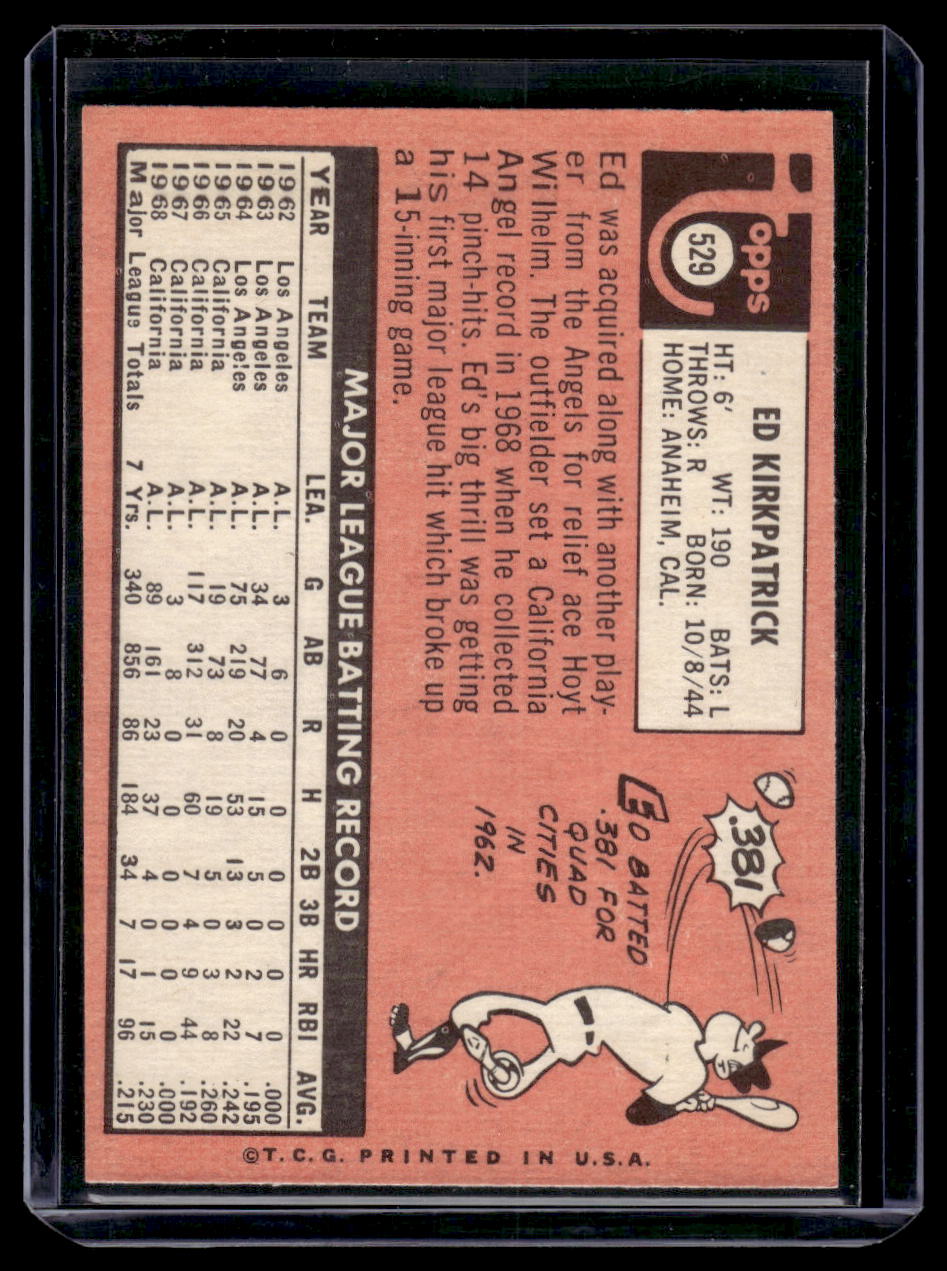 Topps
529
ED KIRKPATRICK
HT: 6' WT: 190 BATS: L
THROWS: R BORN: 10/8/44
HOME: ANAHEIM, CAL.
Ed was acquired along with another play-
er from the Angels for relief ace Hoyt
Wilhelm. The outfielder set a California
Angel record in 1968 when he collected
14 pinch-hits. Ed's big thrill was getting
his first major league hit which broke up
a 15-inning game.
.381
ED BATTED
.381 FOR
QUAD
CITIES
IN
1962.
MAJOR LEAGUE BATTING RECORD
YEAR TEAM LEA. G AB R H 2B 3B HR RBI AVG.
1962 Los Angeles A.L. 3 6 0 0 0 0 0 0 .000
1963 Los Angeles A.L. 34 77 4 15 5 0 2 7 .195
1964 Los Angeles A.L. 75 219 20 53 13 3 2 22 .242
1965 California A.L. 19 73 8 19 5 0 3 8 .260
1966 California A.L. 117 312 31 60 7 4 9 44 .192
1967 California A.L. 3 8 0 0 0 0 0 0 .000
1968 California A.L. 89 161 23 37 4 0 1 15 .230
Major League Totals 7 Yrs. 340 856 86 184 34 7 17 96 .215
©T.C.G. PRINTED IN U.S.A.